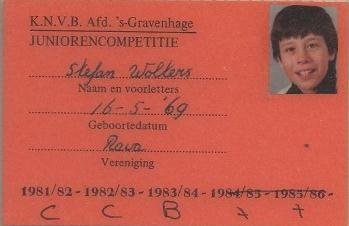 K.N.V.B. Afd. 's-Gravenhage
JUNIORENCOMPETITIE
Stefan Wolters
Naam en voorletters
16-5-'69
Geboortedatum
Rava
Vereniging
1981/82 - 1982/83 - 1983/84 - 1984/85 - 1985/86 -
C C B